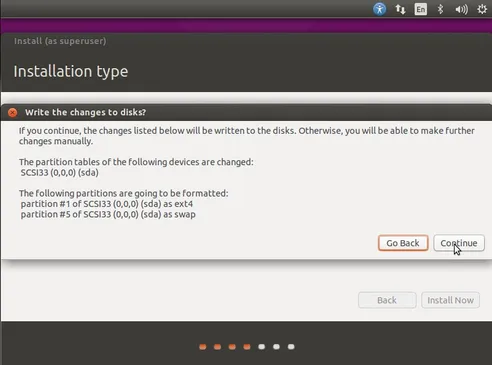 En
Install (as superuser)
Installation type
Write the changes to disks?
If you continue, the changes listed below will be written to the disks. Otherwise, you will be able to make further
changes manually.
The partition tables of the following devices are changed:
SCSI33 (0,0,0) (sda)
The following partitions are going to be formatted:
partition #1 of SCSI33 (0,0,0) (sda) as ext4
partition #5 of SCSI33 (0,0,0) (sda) as swap
Go Back
Continue
Back
Install Now